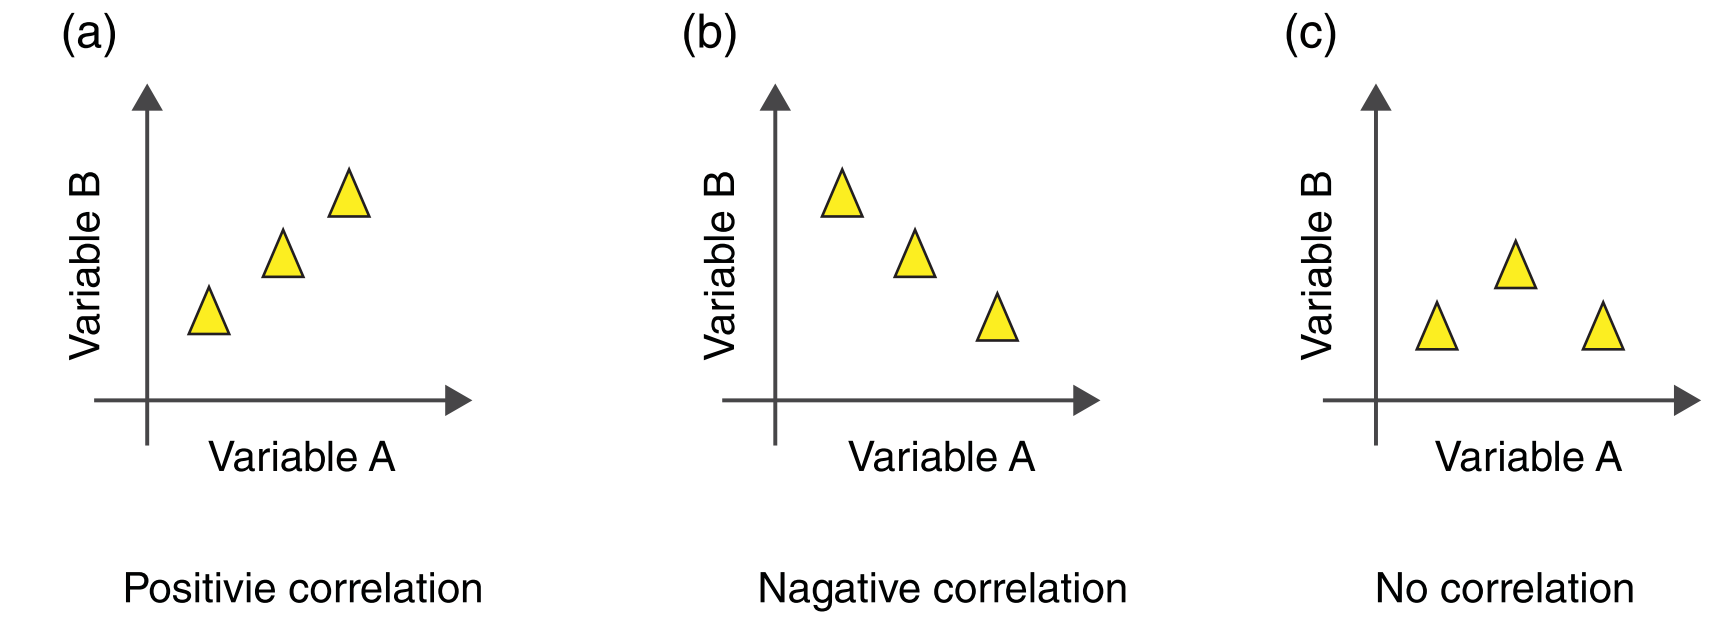 (a)
Variable B
Variable A
Positivie correlation
(b)
Variable B
Variable A
Nagative correlation
(c)
Variable B
Variable A
No correlation